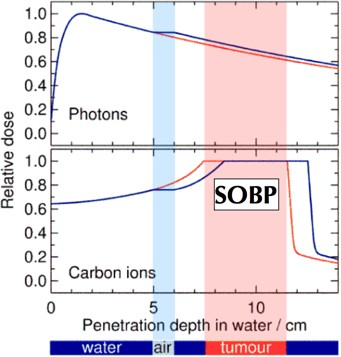 1.0
0.8
0.6
0.4
0.2
0.0
Photons
Relative dose
1.0
0.8
0.6
0.4
0.2
0.0
SOBP
Carbon ions
0 5 10
Penetration depth in water / cm
water air tumour